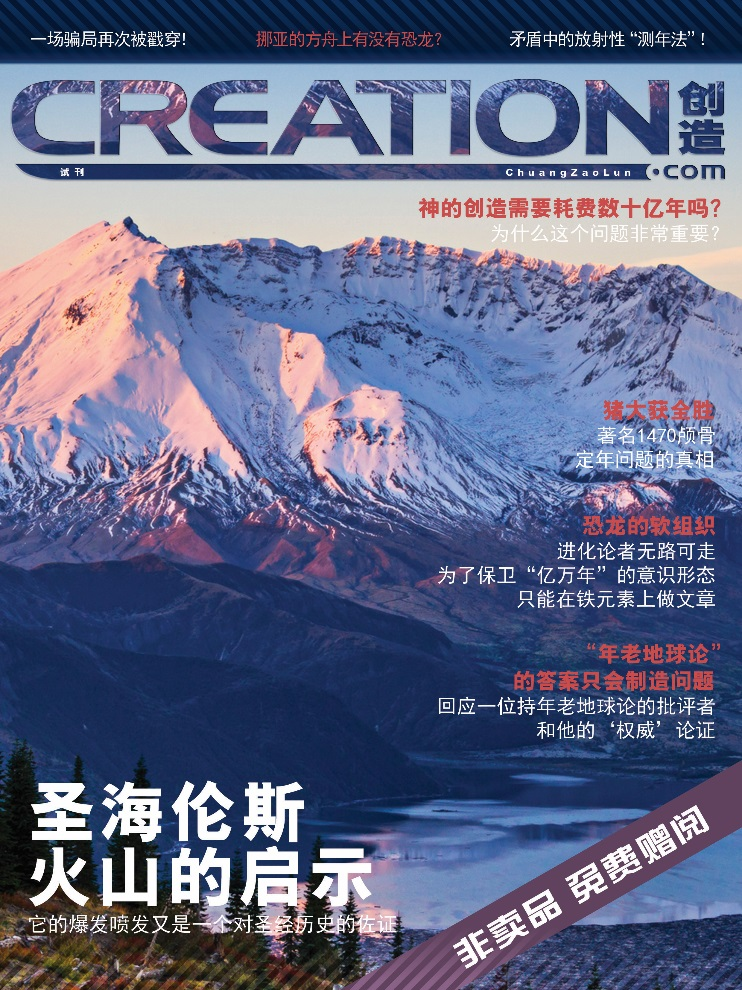 一场骗局再次被戳穿!
挪亚的方舟上有没有恐龙?
矛盾中的放射性“测年法”!
CREATION
创造
.com
试刊
ChuangZaoLun
神的创造需要耗费数十亿年吗?
为什么这个问题非常重要?
猪大获全胜
著名1470颅骨
定年问题的真相
恐龙的软组织
进化论者无路可走
为了保卫“亿万年”的意识形态
只能在铁元素上做文章
“年老地球论”
的答案只会制造问题
回应一位持年老地球论的批评者
和他的‘权威’论证
圣海伦斯
火山的启示
它的爆发喷发又是一个对圣经历史的佐证
非卖品 免费赠阅